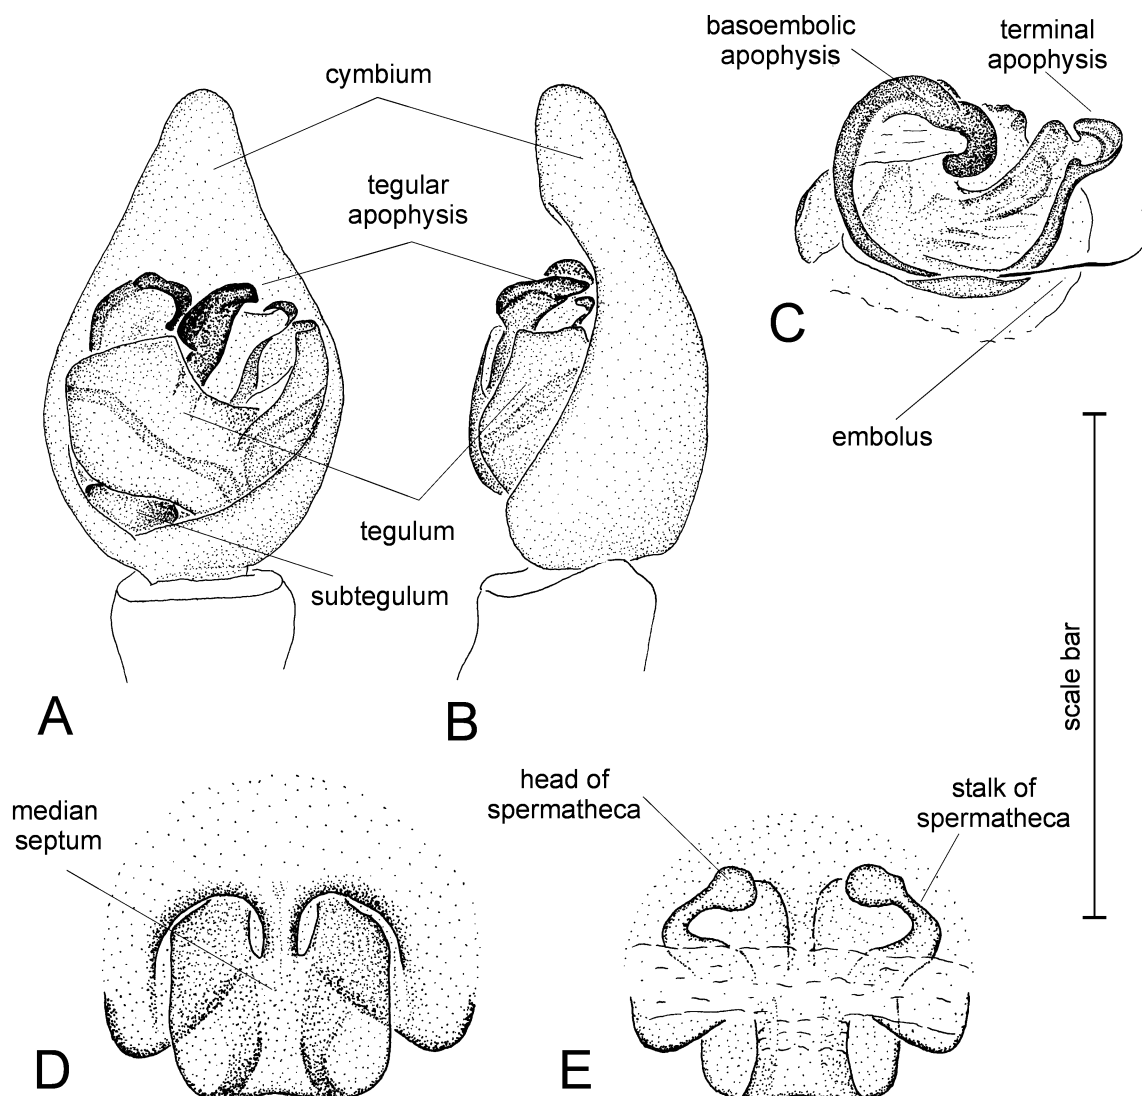 basoembolic
apophysis
terminal
apophysis
cymbium
tegular
apophysis
C
embolus
tegulum
subtegulum
scale bar
A
B
head of
spermatheca
stalk of
spermatheca
median
septum
D
E